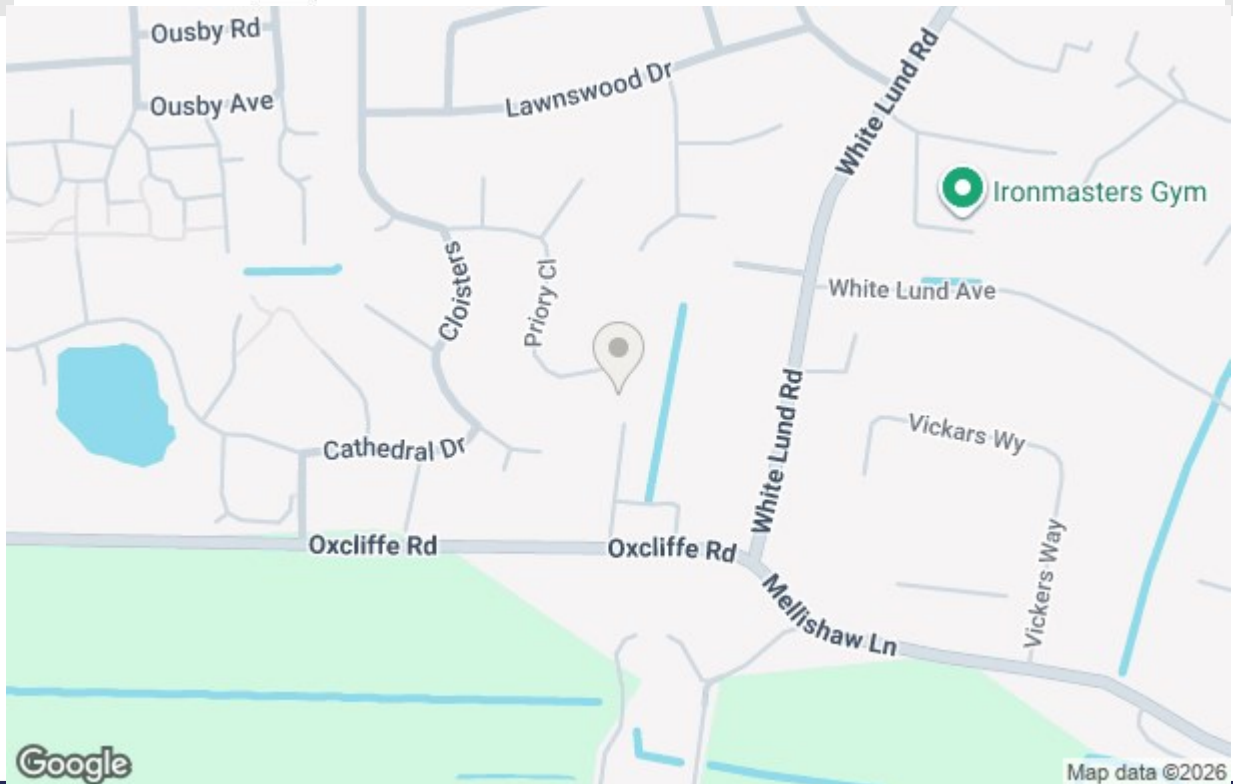 Ousby Rd
Ousby Ave
Lawnswood Dr
White Lund Rd
Ironmasters Gym
Cloisters
Priory Cl
White Lund Ave
White Lund Rd
Vickars Wy
Cathedral Dr
Oxcliffe Rd
Oxcliffe Rd
Mellishaw Ln
Vickers Way
Google
Map data ©2026